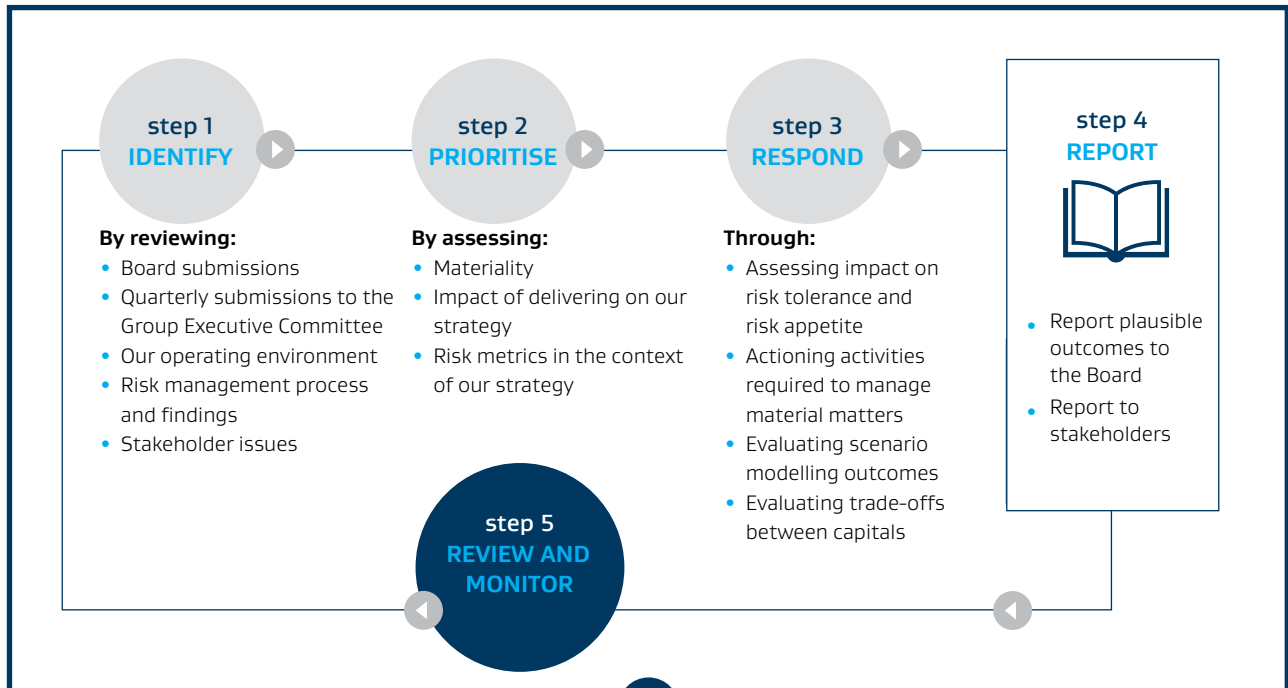 step 1
IDENTIFY
By reviewing:
• Board submissions
• Quarterly submissions to the
Group Executive Committee
• Our operating environment
• Risk management process
and findings
• Stakeholder issues
step 2
PRIORITISE
By assessing:
• Materiality
• Impact of delivering on our
strategy
• Risk metrics in the context
of our strategy
step 3
RESPOND
Through:
• Assessing impact on
risk tolerance and
risk appetite
• Actioning activities
required to manage
material matters
• Evaluating scenario
modelling outcomes
• Evaluating trade-offs
between capitals
step 4
REPORT
• Report plausible
outcomes to
the Board
• Report to
stakeholders
step 5
REVIEW AND
MONITOR